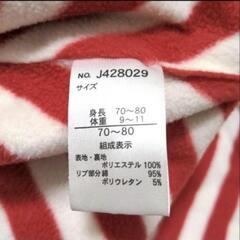 NO. J428029
サイズ
身長 70~80
体重 9~11
70~80
組成表示
表地・裏地
ポリエステル 100%
リブ部分綿 95%
ポリウレタン 5%